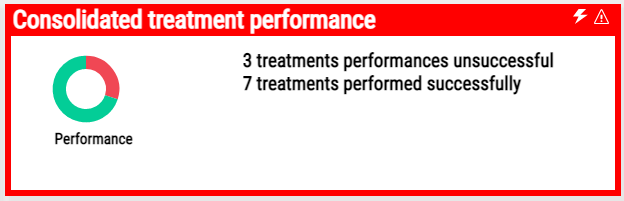 Consolidated treatment performance
3 treatments performances unsuccessful
7 treatments performed successfully
Performance